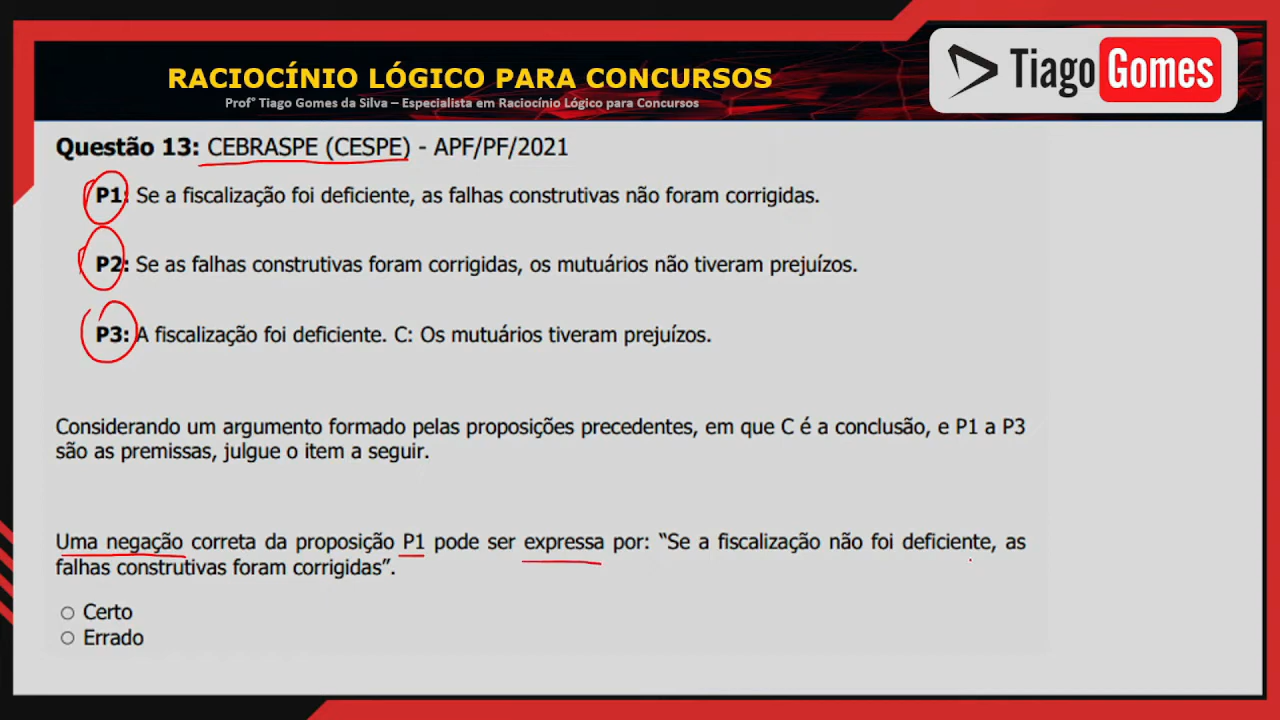 RACIOCÍNIO LÓGICO PARA CONCURSOS
Profº Tiago Gomes da Silva – Especialista em Raciocínio Lógico para Concursos
Tiago Gomes
Questão 13: CEBRASPE (CESPE) - APF/PF/2021
P1: Se a fiscalização foi deficiente, as falhas construtivas não foram corrigidas.
P2: Se as falhas construtivas foram corrigidas, os mutuários não tiveram prejuízos.
P3: A fiscalização foi deficiente. C: Os mutuários tiveram prejuízos.
Considerando um argumento formado pelas proposições precedentes, em que C é a conclusão, e P1 a P3
são as premissas, julgue o item a seguir.
Uma negação correta da proposição P1 pode ser expressa por: “Se a fiscalização não foi deficiente, as
falhas construtivas foram corrigidas”.
Certo
Errado